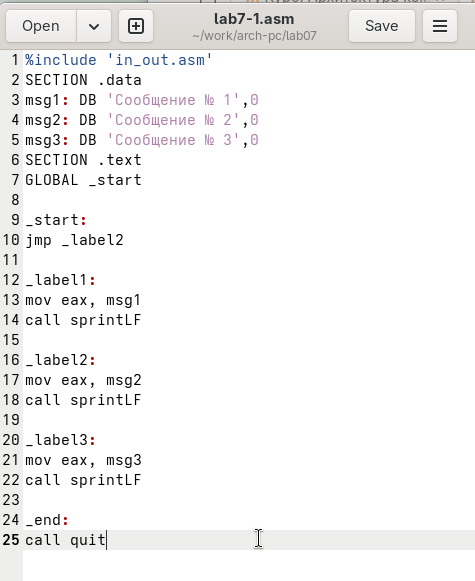 Open
lab7-1.asm
~/work/arch-pc/lab07
Save
1 %include 'in_out.asm'
2 SECTION .data
3 msg1: DB 'Сообщение № 1',0
4 msg2: DB 'Сообщение № 2',0
5 msg3: DB 'Сообщение № 3',0
6 SECTION .text
7 GLOBAL _start
8
9 _start:
10 jmp _label2
11
12 _label1:
13 mov eax, msg1
14 call sprintLF
15
16 _label2:
17 mov eax, msg2
18 call sprintLF
19
20 _label3:
21 mov eax, msg3
22 call sprintLF
23
24 _end:
25 call quit